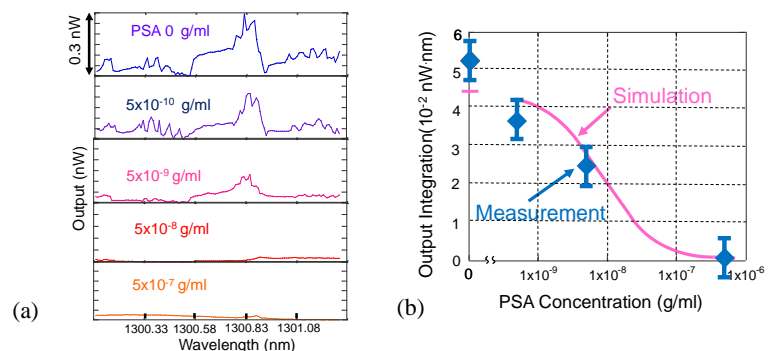 (a)
0.3 nW
Output (nW)
PSA 0 g/ml
5x10-10 g/ml
5x10-9 g/ml
5x10-8 g/ml
5x10-7 g/ml
1300.33 1300.58 1300.83 1301.08
Wavelength (nm)
(b)
Output Integration(10-2 nW·nm)
6
5
4
3
2
1
0
Simulation
Measurement
0 1x10-9 1x10-8 1x10-7 1x10-6
PSA Concentration (g/ml)